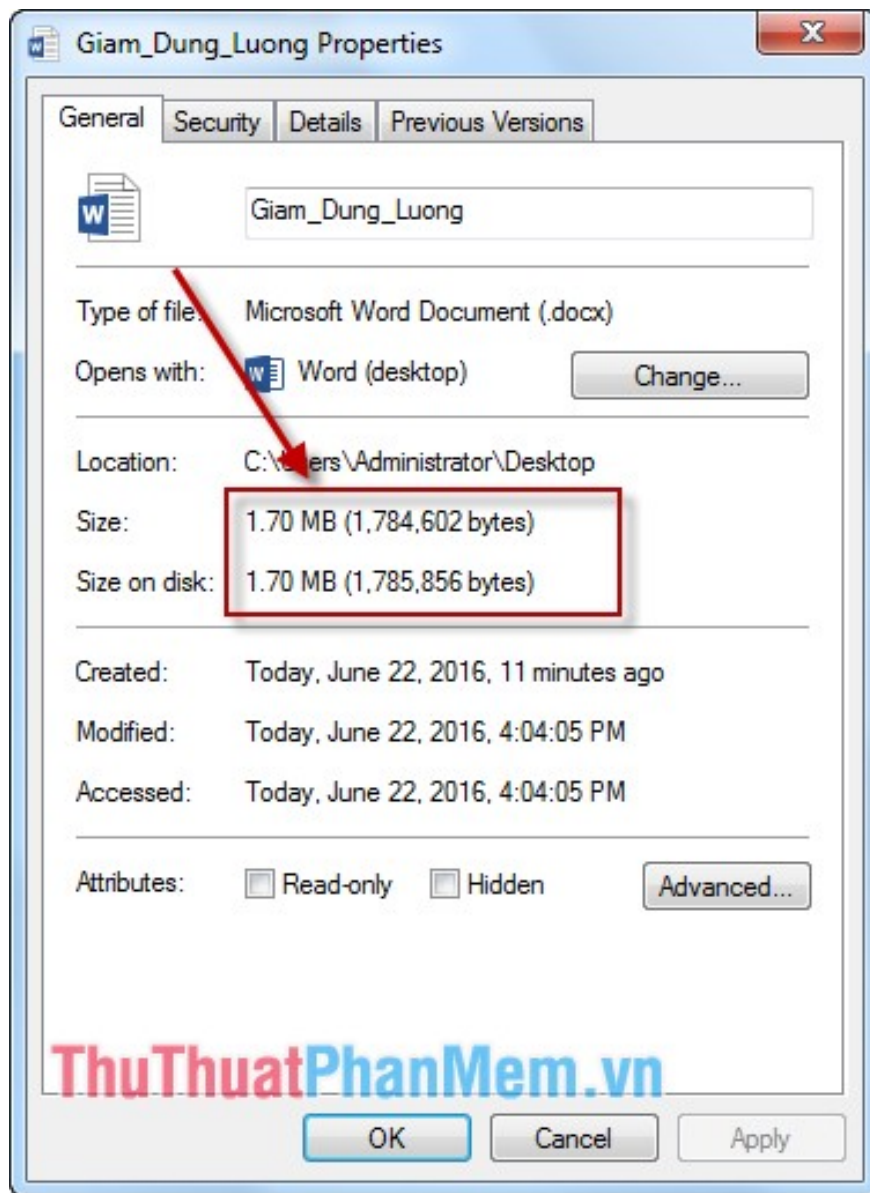 Giam_Dung_Luong Properties
General Security Details Previous Versions
W Giam_Dung_Luong
Type of file: Microsoft Word Document (.docx)
Opens with: W Word (desktop) Change...
Location: C:\Users\Administrator\Desktop
Size: 1.70 MB (1,784,602 bytes)
Size on disk: 1.70 MB (1,785,856 bytes)
Created: Today, June 22, 2016, 11 minutes ago
Modified: Today, June 22, 2016, 4:04:05 PM
Accessed: Today, June 22, 2016, 4:04:05 PM
Attributes: Read-only Hidden Advanced...
ThuThuatPhanMem.vn
OK Cancel Apply